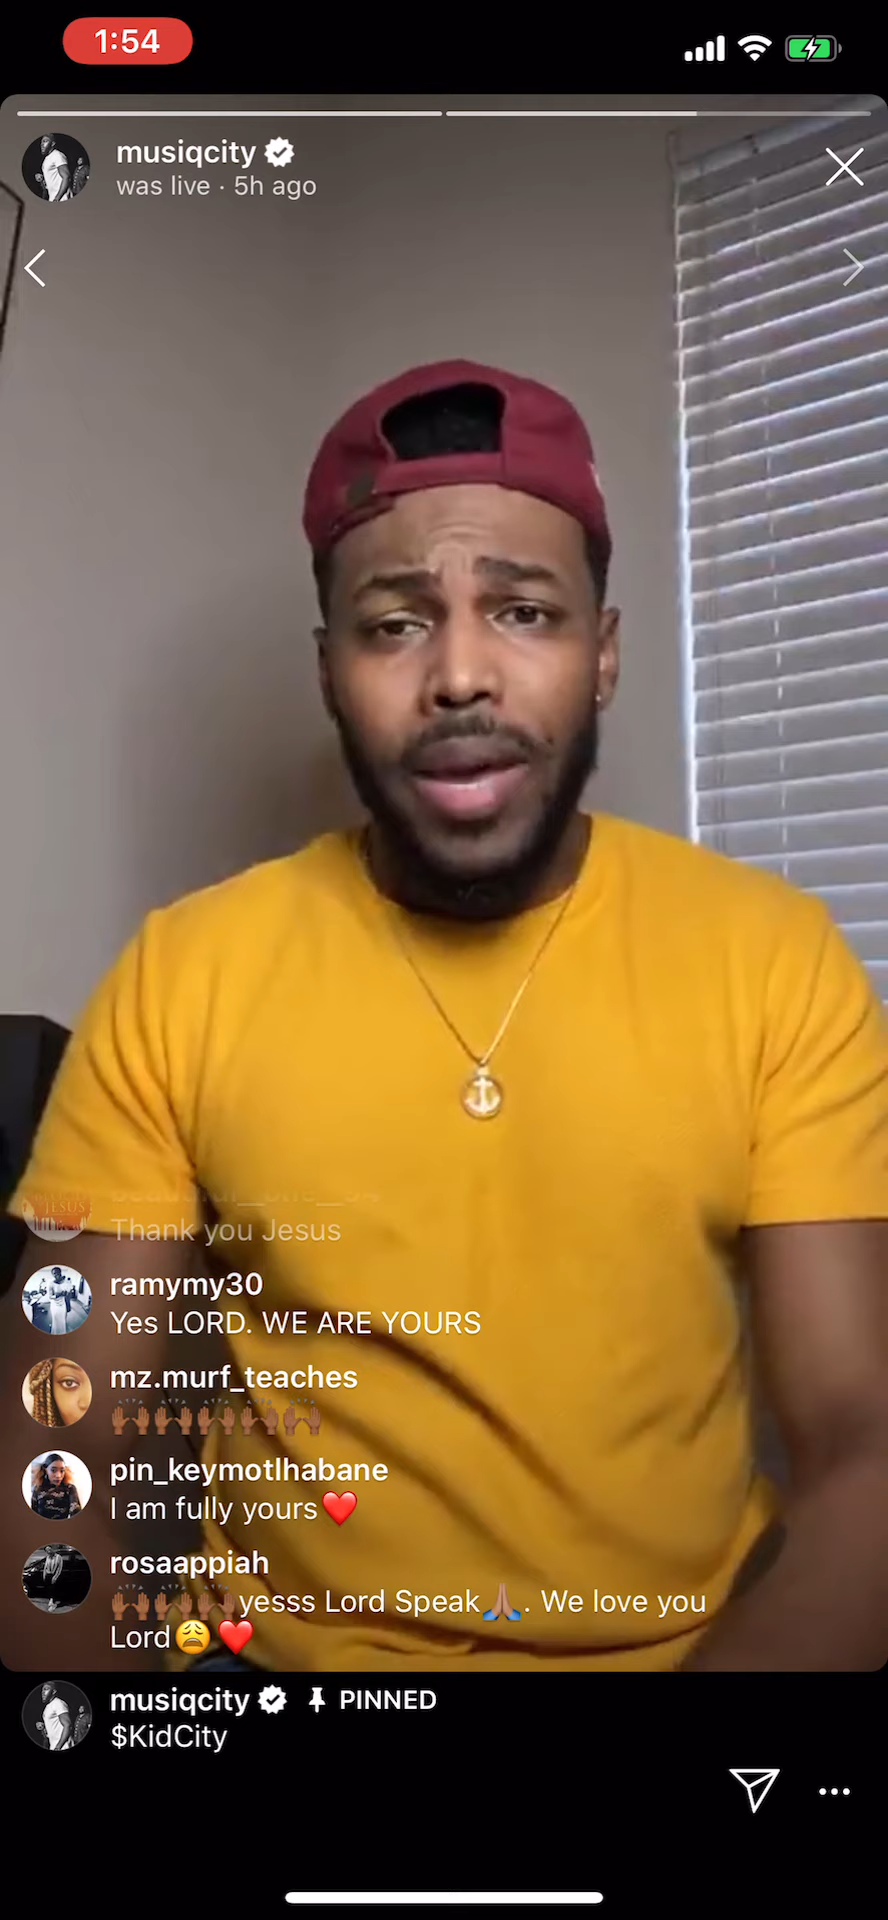 1:54
musiqcity
was live · 5h ago
JESUS
Thank you Jesus
ramymy30
Yes LORD. WE ARE YOURS
mz.murf_teaches
🙌🏾🙌🏾🙌🏾🙌🏾🙌🏾
pin_keymotlhabane
I am fully yours❤️
rosaappiah
🙌🏾🙌🏾🙌🏾yesss Lord Speak🙏🏽. We love you
Lord😩❤️
musiqcity PINNED
$KidCity